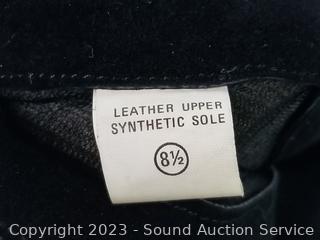 LEATHER UPPER
SYNTHETIC SOLE
8½
Copyright 2023 - Sound Auction Service